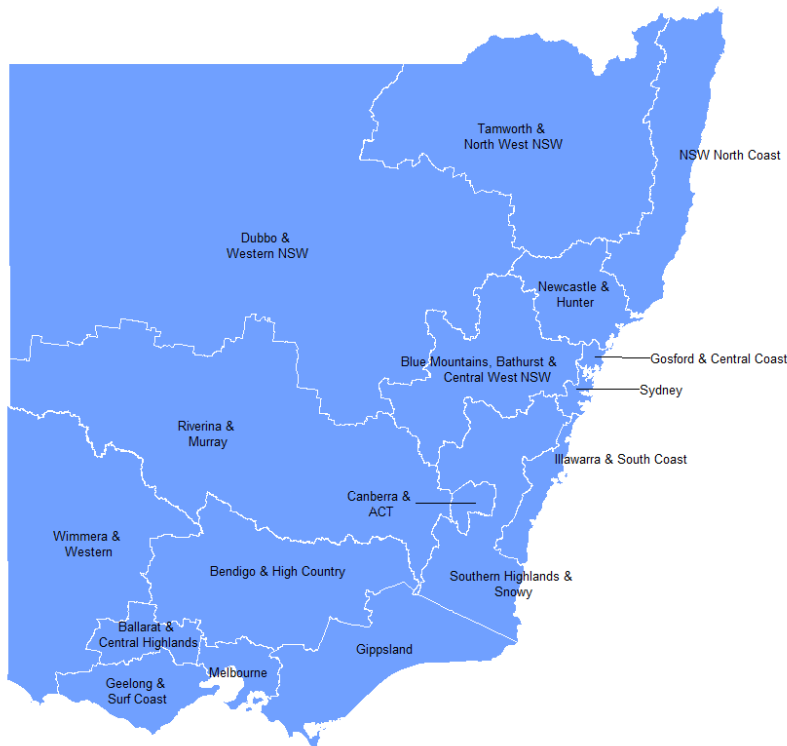 Tamworth &
North West NSW
NSW North Coast
Dubbo &
Western NSW
Newcastle &
Hunter
Blue Mountains, Bathurst &
Central West NSW
Gosford & Central Coast
Sydney
Riverina &
Murray
Illawarra & South Coast
Canberra &
ACT
Wimmera &
Western
Bendigo & High Country
Southern Highlands &
Snowy
Ballarat &
Central Highlands
Gippsland
Melbourne
Geelong &
Surf Coast